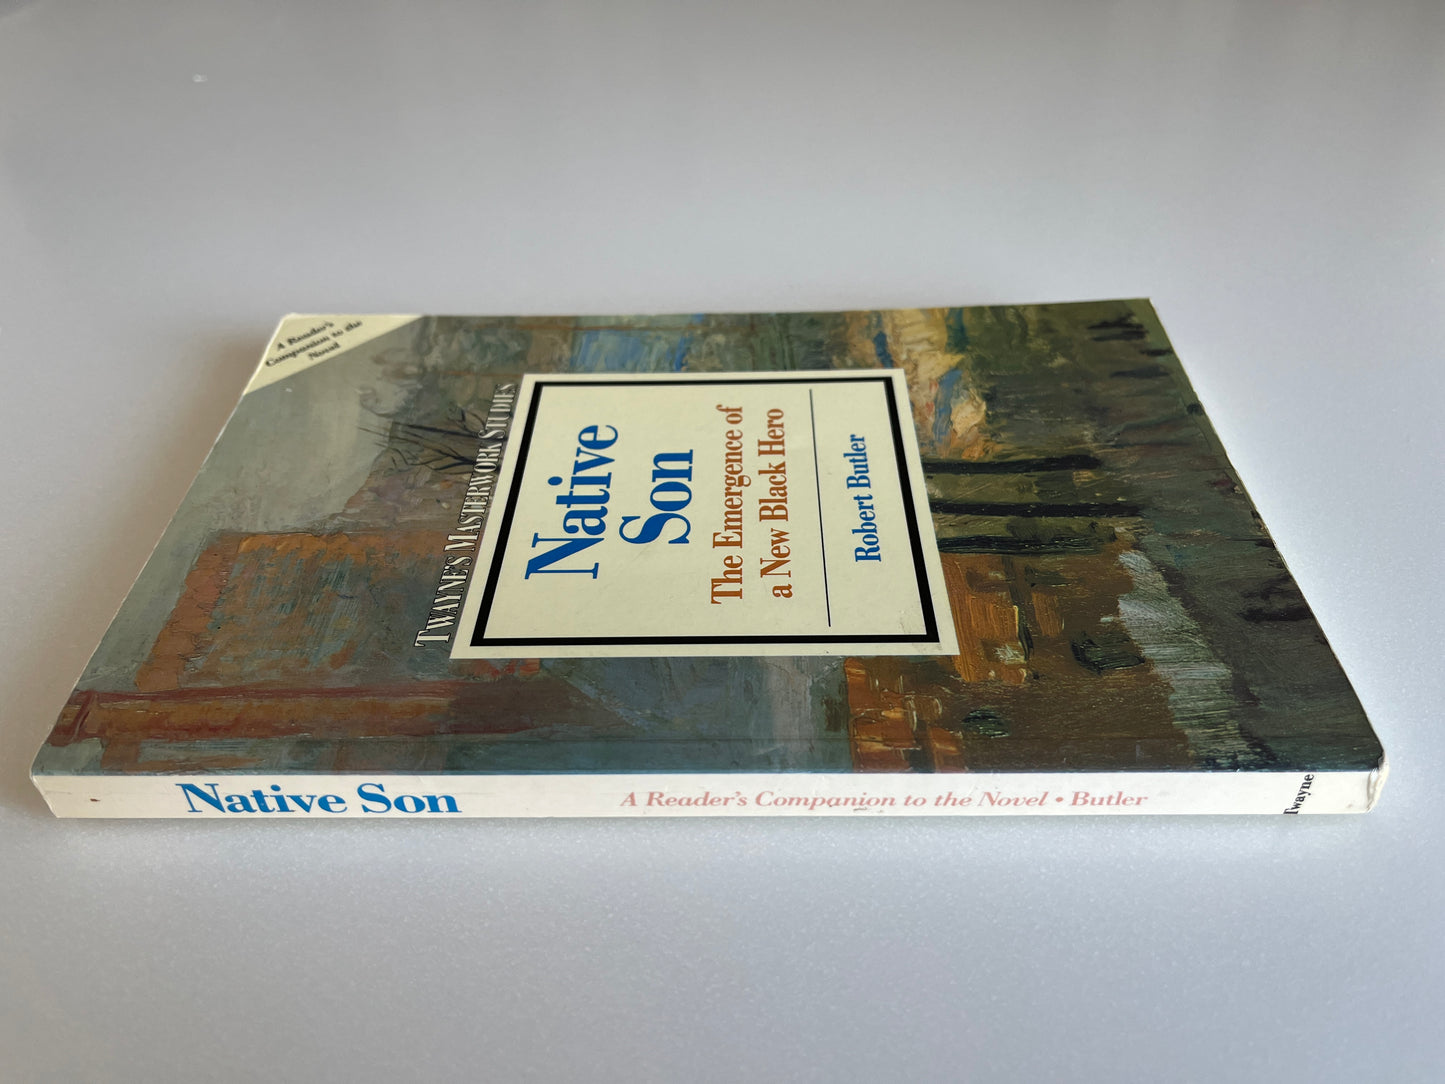 A Reader's
Companion to the
Novel
TWAYNE'S MASTERWORK STUDIES
Native
Son
The Emergence of
a New Black Hero
Robert Butler
Native Son
A Reader's Companion to the Novel • Butler
Twayne